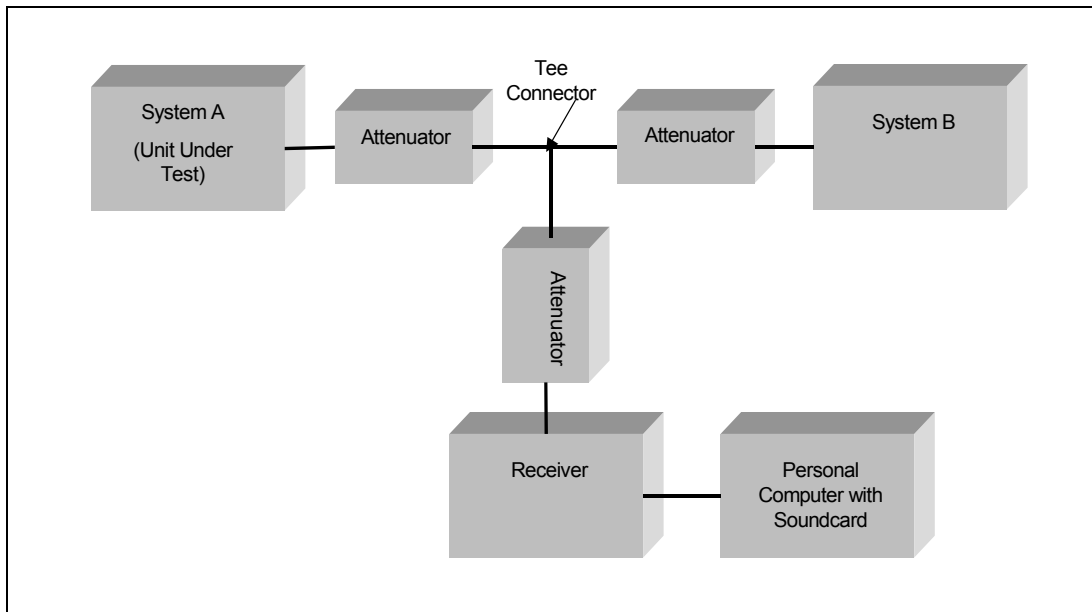 Tee
Connector
System A
(Unit Under
Test)
Attenuator
Attenuator
System B
Attenuator
Receiver
Personal
Computer with
Soundcard